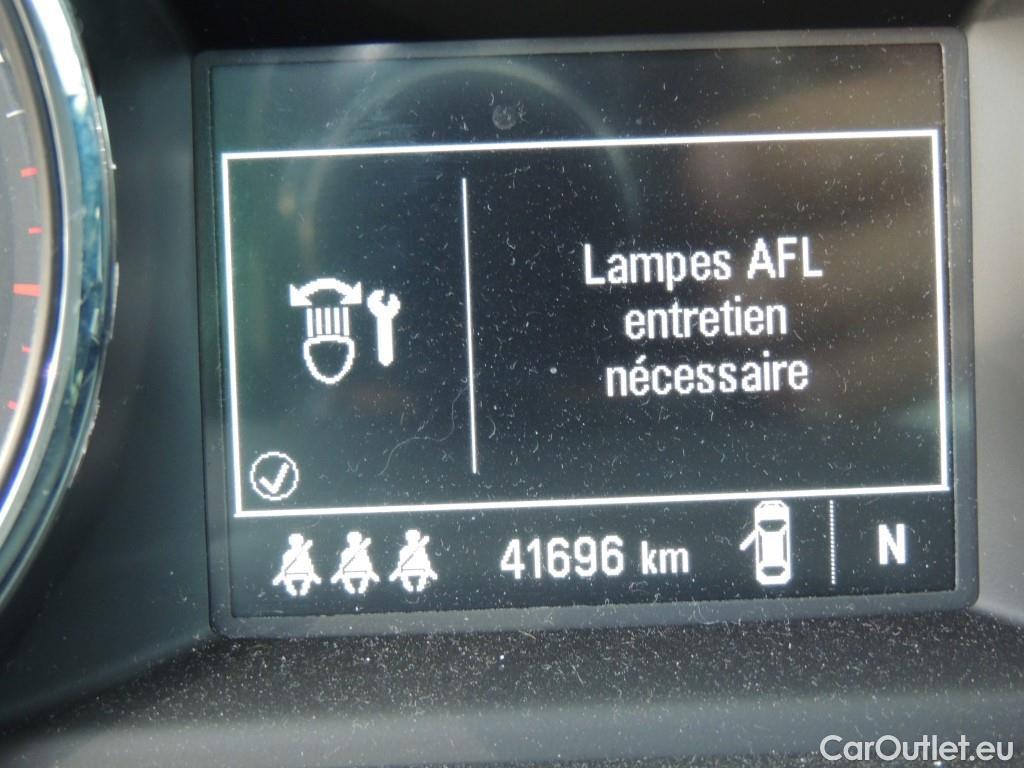 Lampes AFL
entretien
nécessaire
41696 km
N
CarOutlet.eu